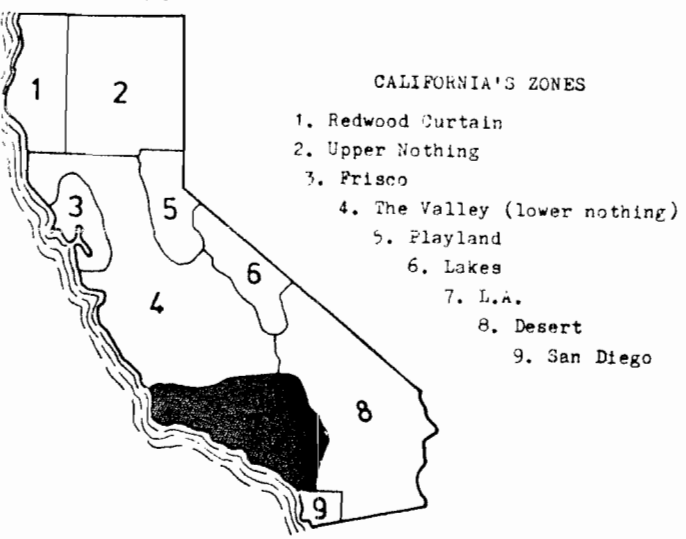 CALIFORNIA'S ZONES
1. Redwood Curtain
2. Upper Nothing
3. Frisco
4. The Valley (lower nothing)
5. Playland
6. Lakes
7. L.A.
8. Desert
9. San Diego
1
2
3
5
6
4
8
9